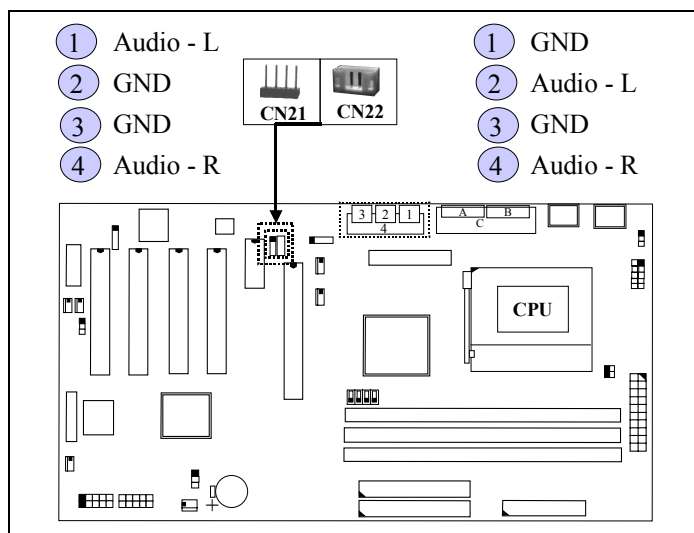 1 Audio - L
2 GND
3 GND
4 Audio - R
CN21 CN22
1 GND
2 Audio - L
3 GND
4 Audio - R
3 2 1
4
A B
C
CPU
+